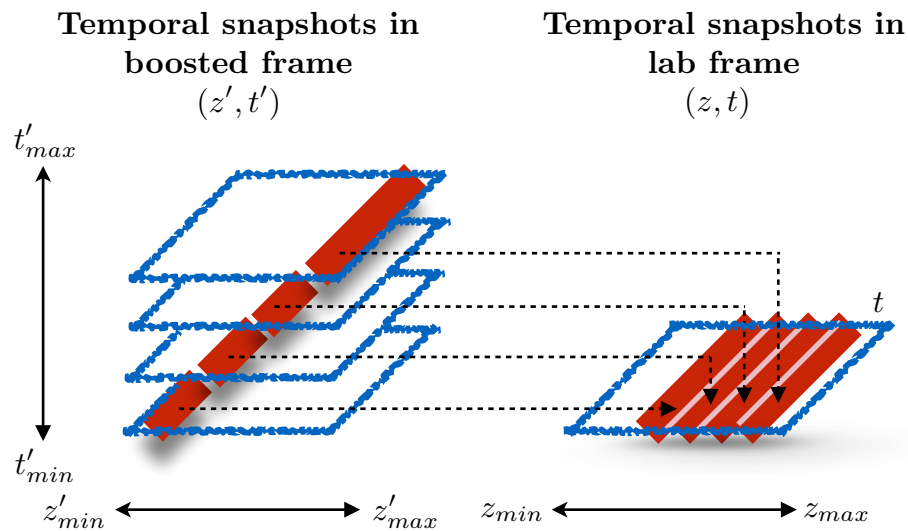 Temporal snapshots in
boosted frame
(z′, t′)
Temporal snapshots in
lab frame
(z, t)
t′max
t′min
z′min
z′max
t
zmin
zmax